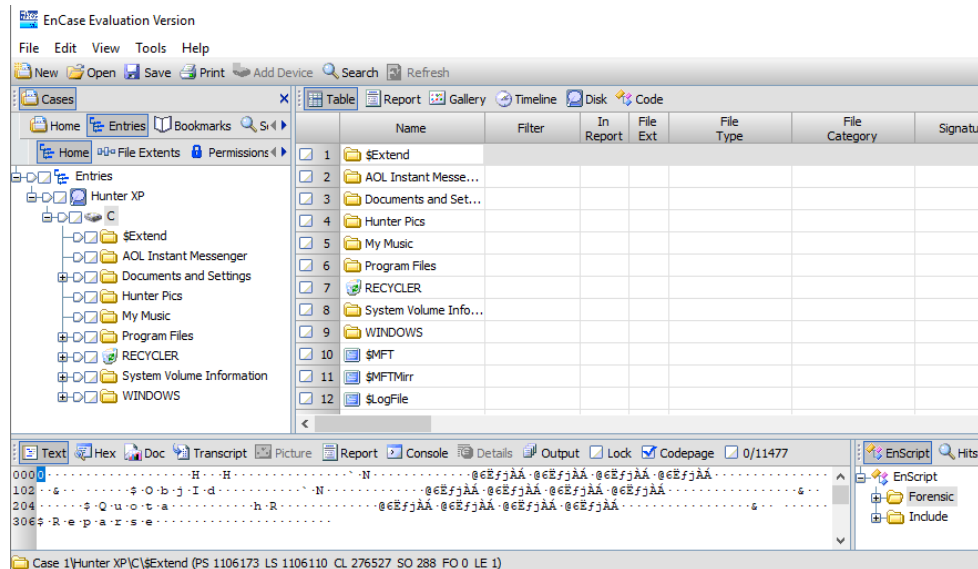 EnCase Evaluation Version
File Edit View Tools Help
New Open Save Print Add Device Search Refresh
Cases
Home Entries Bookmarks
Home File Extents Permissions
Entries
Hunter XP
C
$Extend
AOL Instant Messenger
Documents and Settings
Hunter Pics
My Music
Program Files
RECYCLER
System Volume Information
WINDOWS
Table Report Gallery Timeline Disk Code
Name Filter In Report File Ext File Type File Category Signatu
1 $Extend
2 AOL Instant Messe...
3 Documents and Set...
4 Hunter Pics
5 My Music
6 Program Files
7 RECYCLER
8 System Volume Info...
9 WINDOWS
10 $MFT
11 $MFTMirr
12 $LogFile
Text Hex Doc Transcript Picture Report Console Details Output Lock Codepage 0/11477
EnScript Hits
EnScript
Forensic
Include
Case 1\Hunter XP\C\$Extend (PS 1106173 LS 1106110 CL 276527 SO 288 FO 0 LE 1)